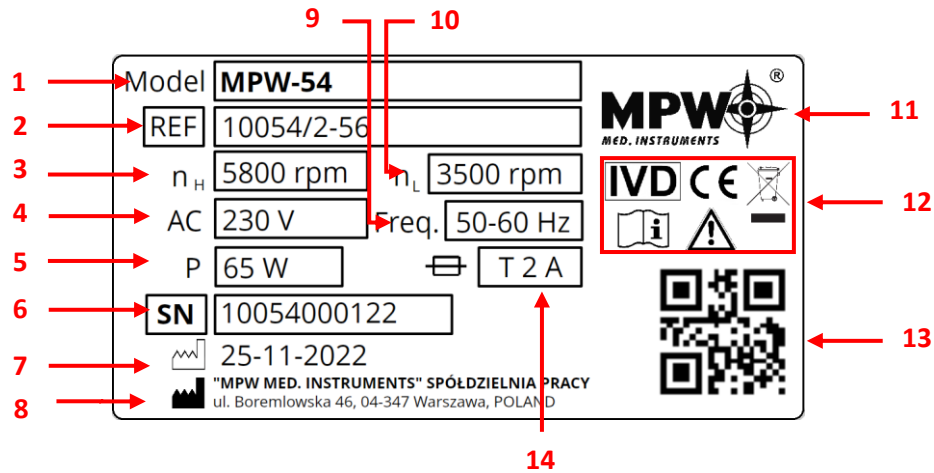 9 10
1 Model MPW-54 ®
2 REF 10054/2-56 MPW 11
MED. INSTRUMENTS
3 n H 5800 rpm n L 3500 rpm IVD CE
4 AC 230 V Freq. 50-60 Hz i 12
5 P 65 W T 2 A
6 SN 10054000122
7 25-11-2022 13
8 "MPW MED. INSTRUMENTS" SPÓŁDZIELNIA PRACY
ul. Boremlowska 46, 04-347 Warszawa, POLAND
14